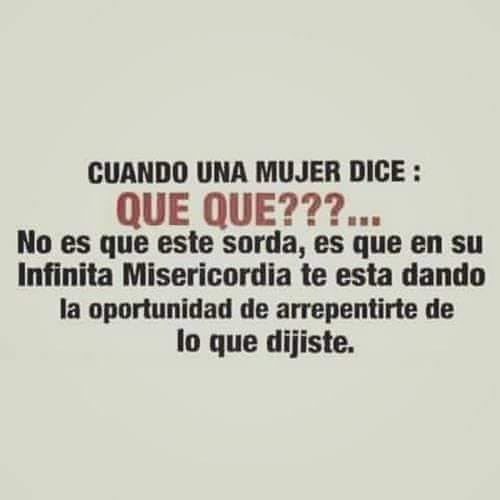 CUANDO UNA MUJER DICE :
QUE QUE???...
No es que este sorda, es que en su
Infinita Misericordia te esta dando
la oportunidad de arrepentirte de
lo que dijiste.